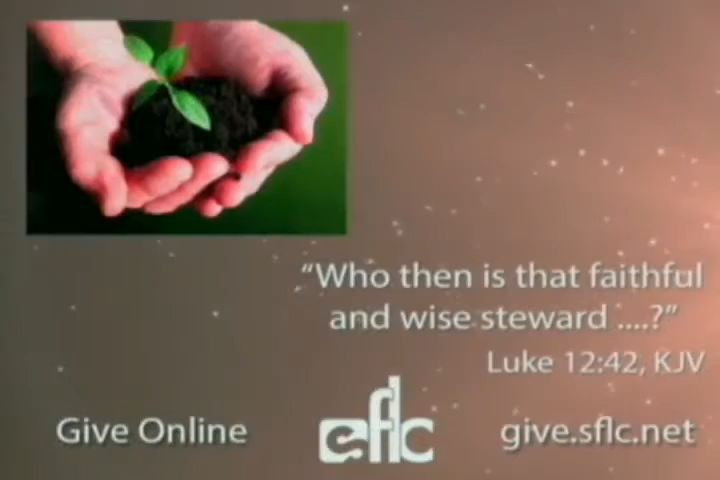 “Who then is that faithful
and wise steward ....?”
Luke 12:42, KJV
Give Online
sflc
give.sflc.net